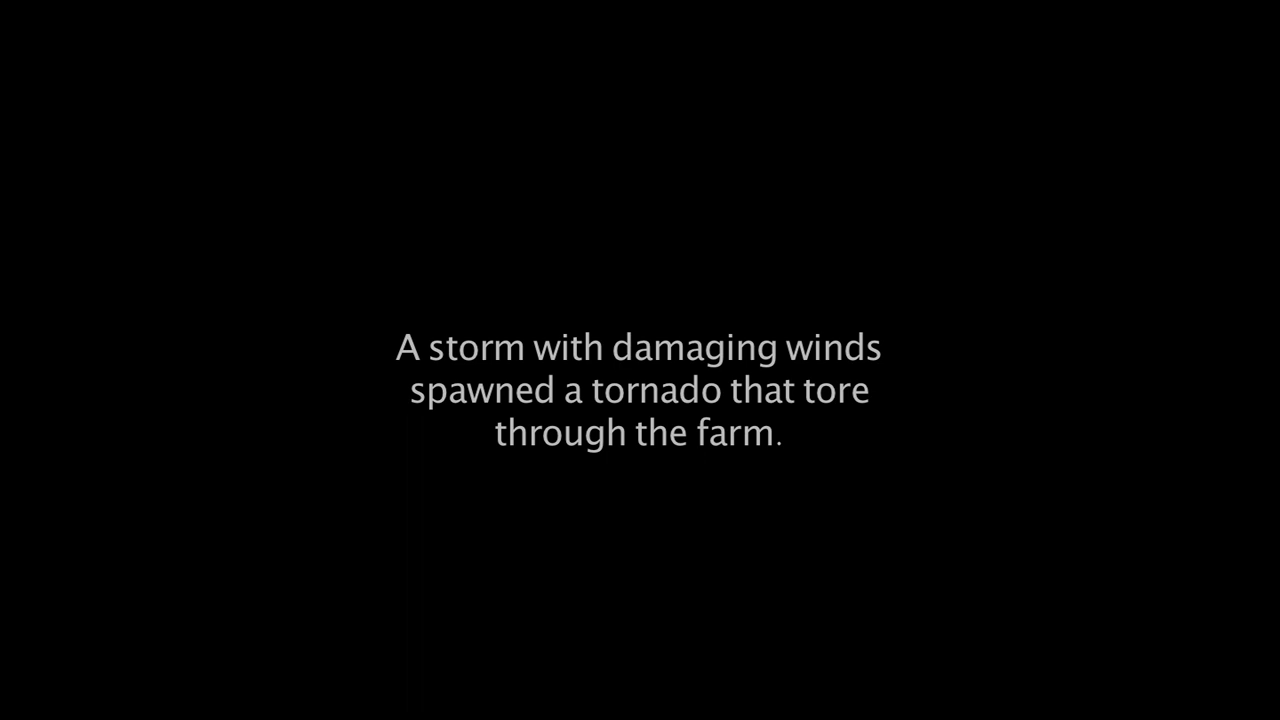 A storm with damaging winds
spawned a tornado that tore
through the farm.